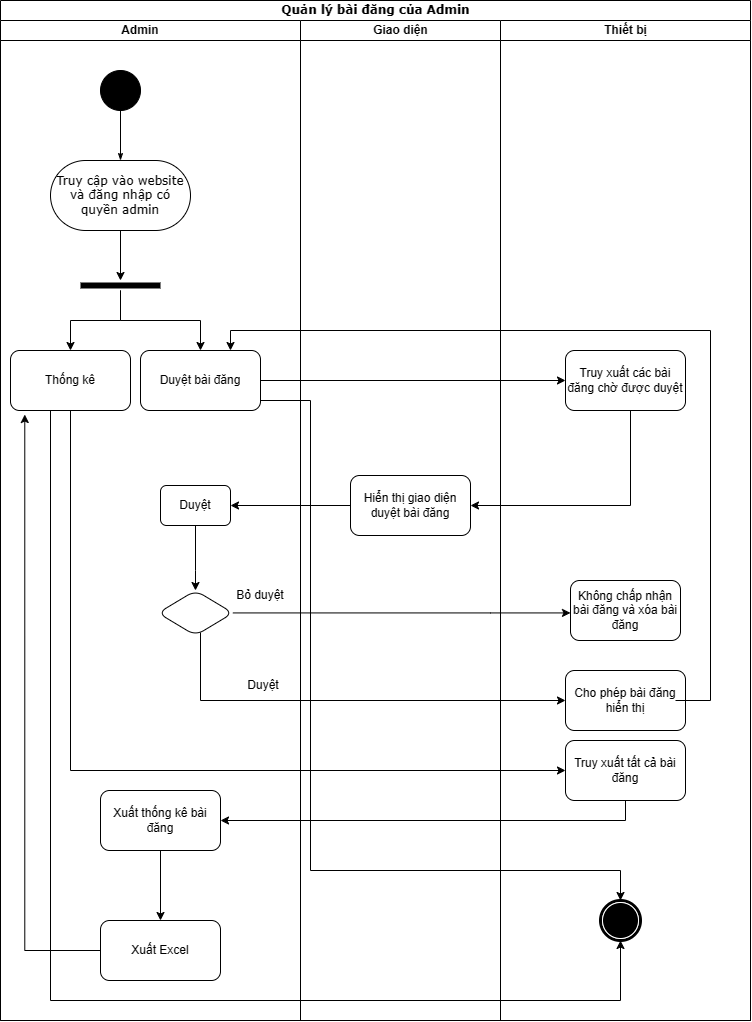 Quản lý bài đăng của Admin
Admin
Giao diện
Thiết bị
Truy cập vào website
và đăng nhập có
quyền admin
Thống kê
Duyệt bài đăng
Truy xuất các bài
đăng chờ được duyệt
Duyệt
Hiển thị giao diện
duyệt bài đăng
Bỏ duyệt
Không chấp nhận
bài đăng và xóa bài
đăng
Duyệt
Cho phép bài đăng
hiển thị
Truy xuất tất cả bài
đăng
Xuất thống kê bài
đăng
Xuất Excel